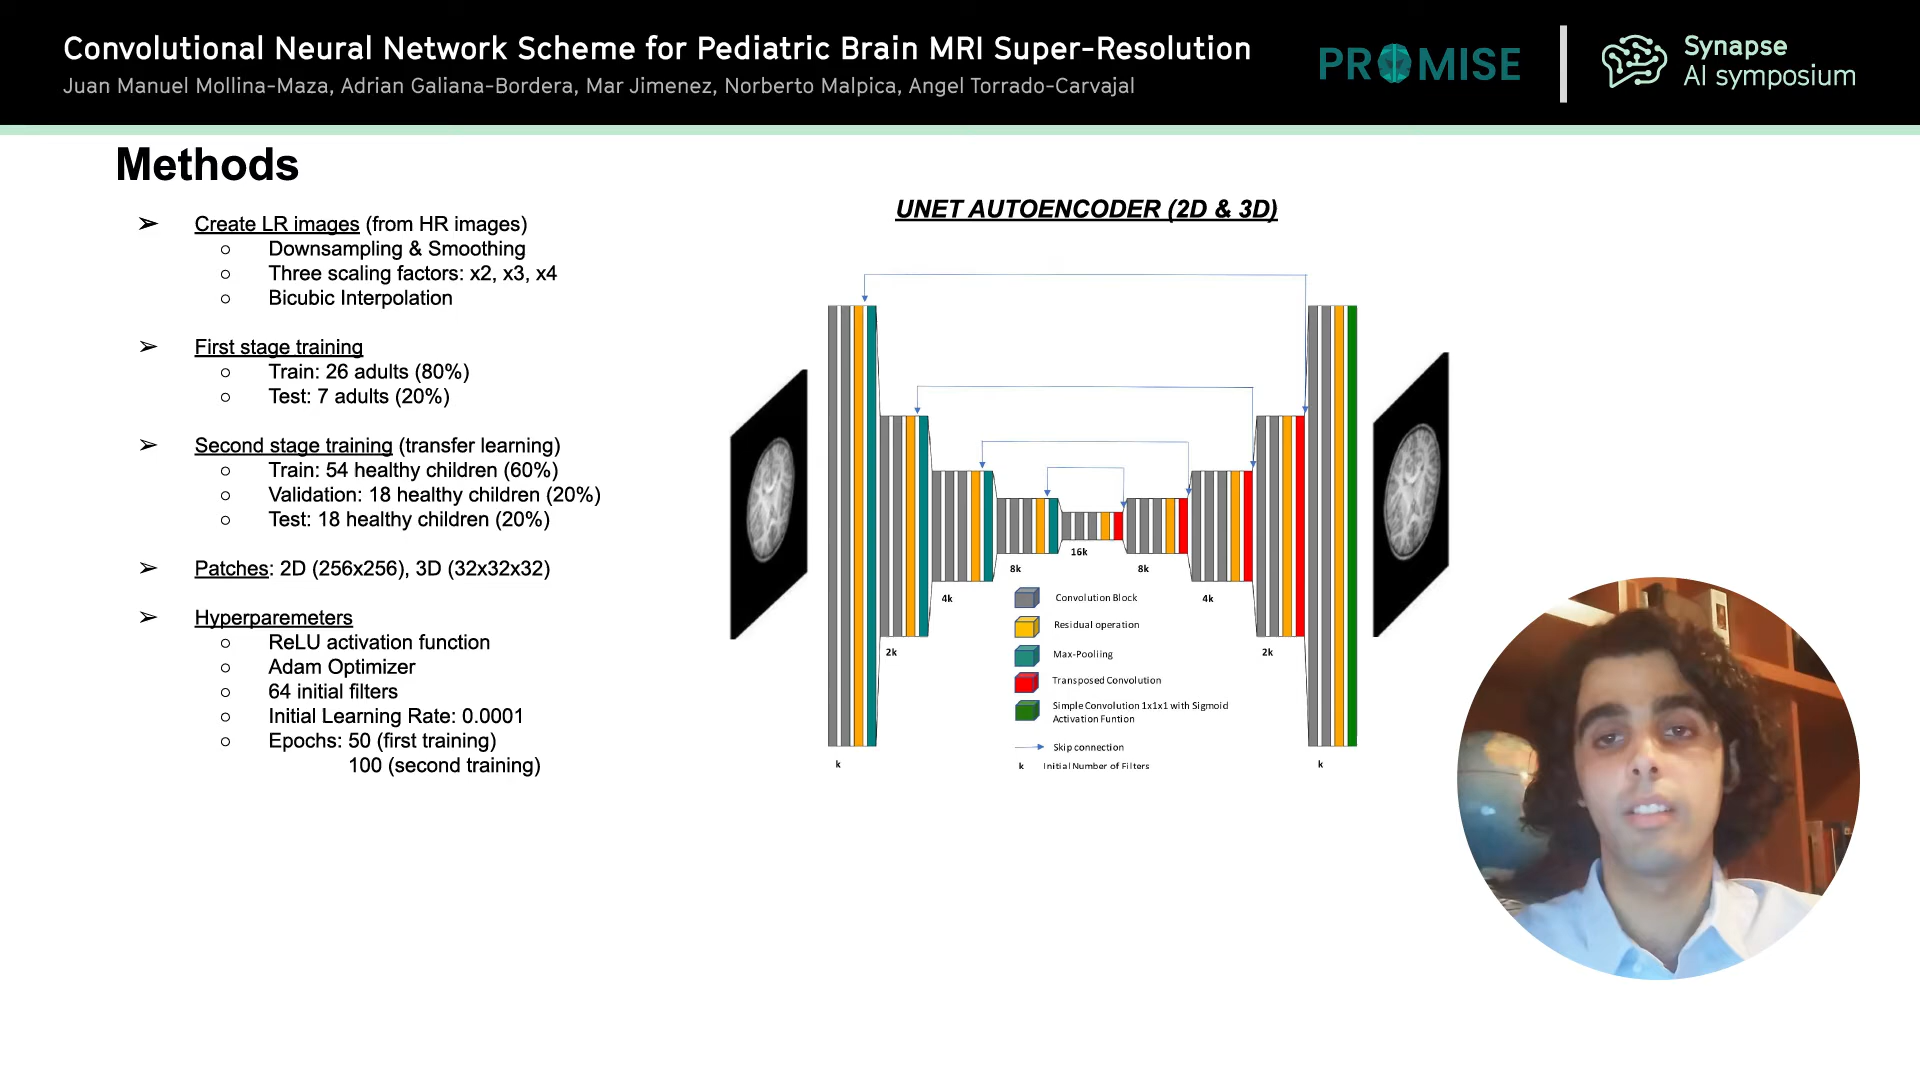 Convolutional Neural Network Scheme for Pediatric Brain MRI Super-Resolution
Juan Manuel Mollina-Maza, Adrian Galiana-Bordera, Mar Jimenez, Norberto Malpica, Angel Torrado-Carvajal
PROMISE
Synapse
AI symposium
Methods
➢ Create LR images (from HR images)
○ Downsampling & Smoothing
○ Three scaling factors: x2, x3, x4
○ Bicubic Interpolation
➢ First stage training
○ Train: 26 adults (80%)
○ Test: 7 adults (20%)
➢ Second stage training (transfer learning)
○ Train: 54 healthy children (60%)
○ Validation: 18 healthy children (20%)
○ Test: 18 healthy children (20%)
➢ Patches: 2D (256x256), 3D (32x32x32)
➢ Hyperparemeters
○ ReLU activation function
○ Adam Optimizer
○ 64 initial filters
○ Initial Learning Rate: 0.0001
○ Epochs: 50 (first training)
100 (second training)
UNET AUTOENCODER (2D & 3D)
k
2k
4k
8k
16k
8k
4k
2k
k
Convolution Block
Residual operation
Max-Pooliing
Transposed Convolution
Simple Convolution 1x1x1 with Sigmoid
Activation Funtion
Skip connection
k Initial Number of Filters